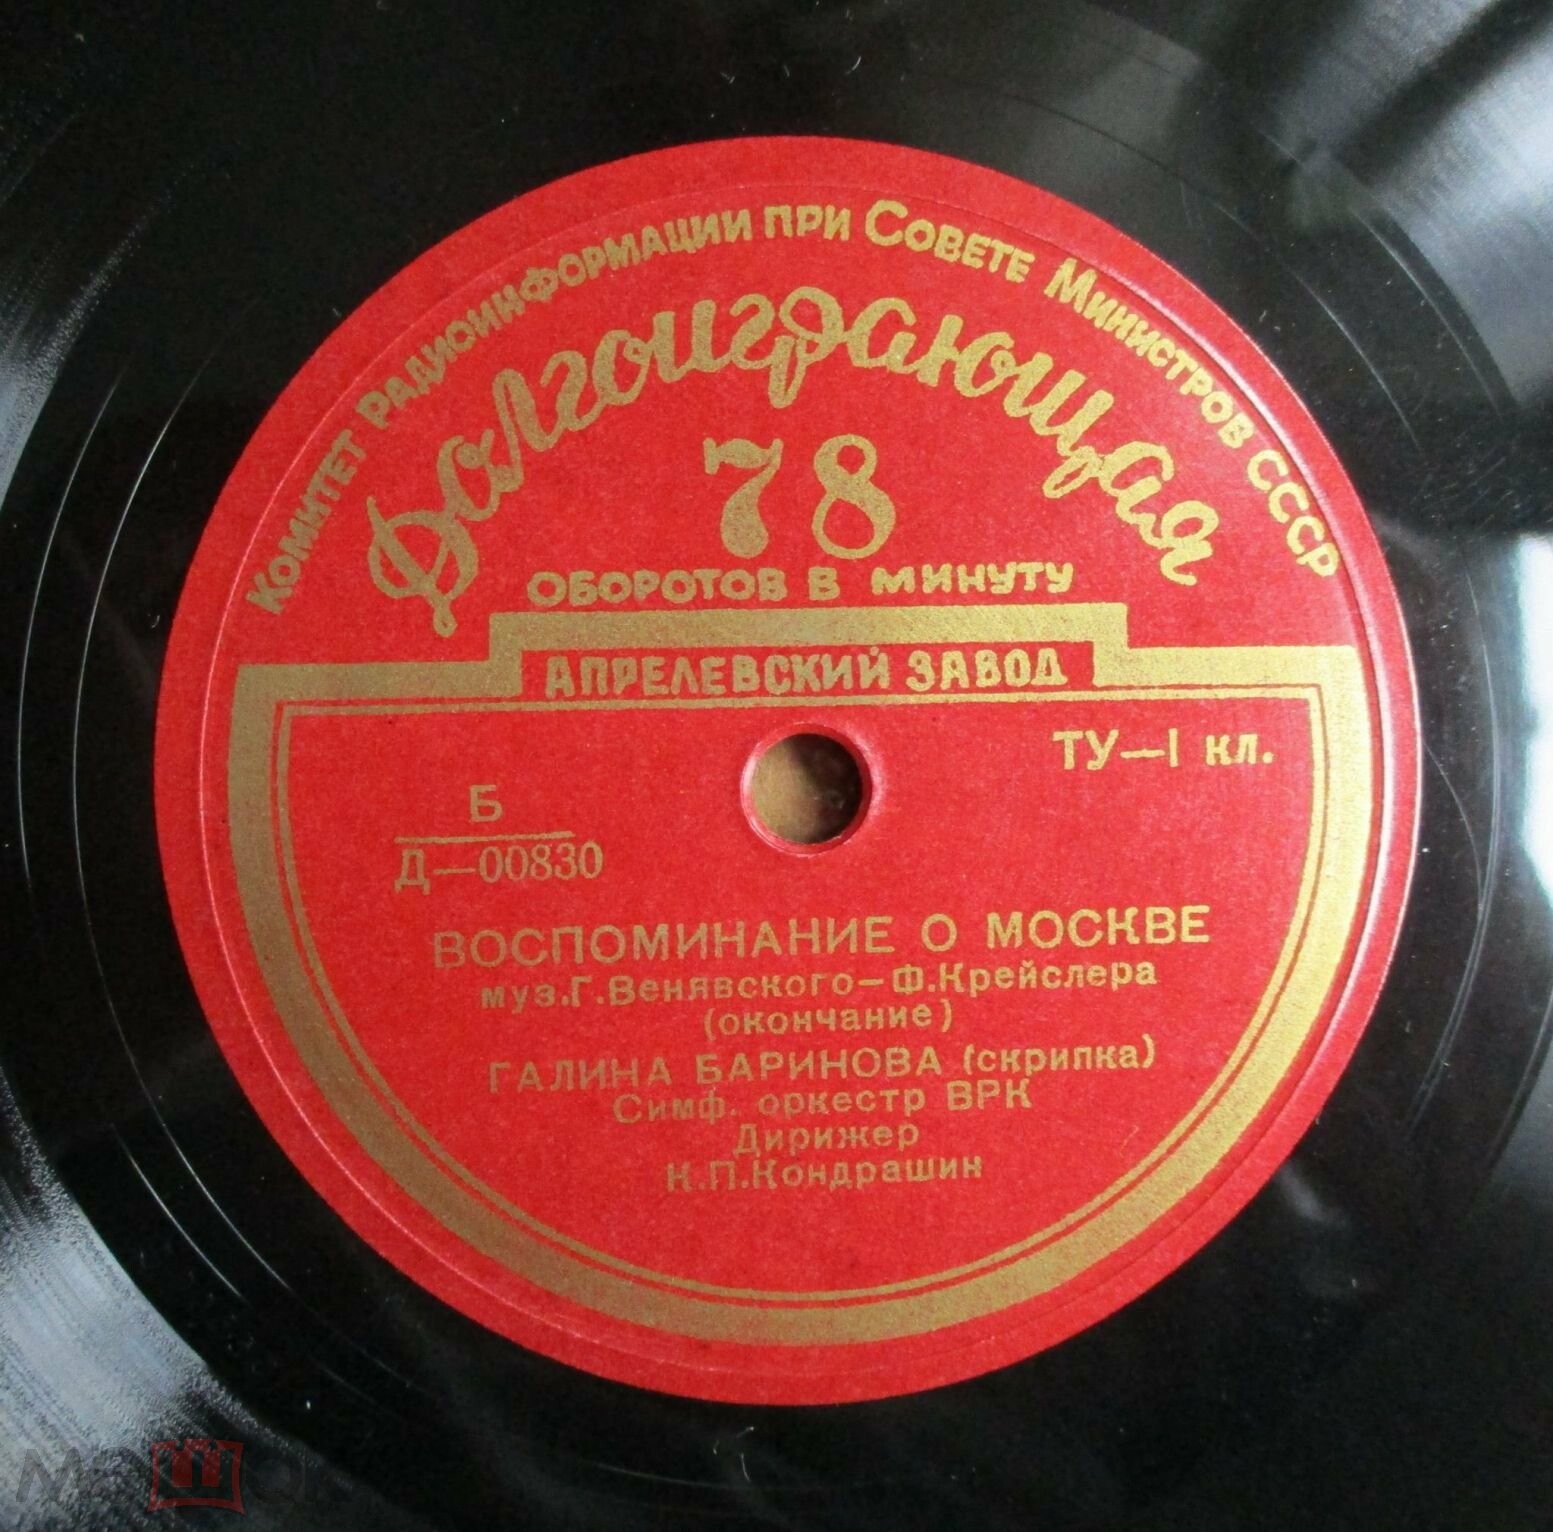 Комитет Радиоинформации при Совете Министров СССР
Долгоиграющая
78
ОБОРОТОВ В МИНУТУ
АПРЕЛЕВСКИЙ ЗАВОД
ТУ—I кл.
Б
Д—00830
ВОСПОМИНАНИЕ О МОСКВЕ
муз.Г.Венявского—Ф.Крейслера
(окончание)
ГАЛИНА БАРИНОВА (скрипка)
Симф. оркестр ВРК
Дирижер
К.П.Кондрашин